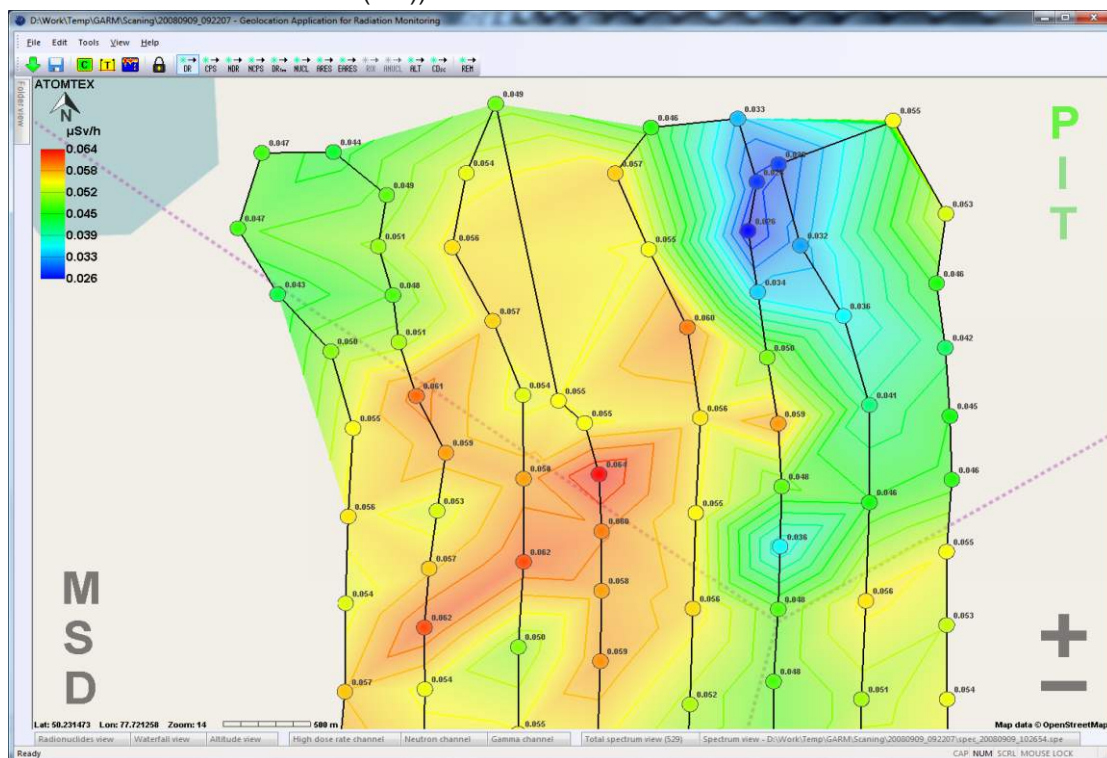 D:\Work\Temp\GARM\Scaning\20080909_092207 - Geolocation Application for Radiation Monitoring
File Edit Tools View Help
DR CPS NDR NCPS NUCL ARES EARES ROI ANUCL ALT REM
Folder view
ATOMTEX
N
µSv/h
0.064
0.058
0.052
0.045
0.039
0.033
0.026
P
I
T
0.049
0.033
0.055
0.046
0.047 0.044
0.054 0.057
0.049
0.053
0.047
0.026
0.051 0.056 0.055 0.032
0.043 0.048 0.034 0.046
0.057 0.060 0.036
0.050 0.051 0.050 0.042
0.061 0.054 0.055 0.041
0.055 0.055 0.056 0.059 0.045
0.059
0.058 0.064 0.048 0.046
0.056 0.053 0.055 0.046
0.060
0.057 0.062 0.036 0.055
0.054 0.058 0.056 0.048 0.056
0.062 0.053
0.050
0.059
0.057 0.054 0.048
0.052 0.051 0.054
0.055
M
S
D
+
−
Lat: 50.231473 Lon: 77.721258 Zoom: 14 500 m Map data © OpenStreetMap
Radionuclides view Waterfall view Altitude view High dose rate channel Neutron channel Gamma channel Total spectrum view (529) Spectrum view - D:\Work\Temp\GARM\Scaning\20080909_092207\spec_20080909_102654.spe
Ready CAP NUM SCRL MOUSE LOCK